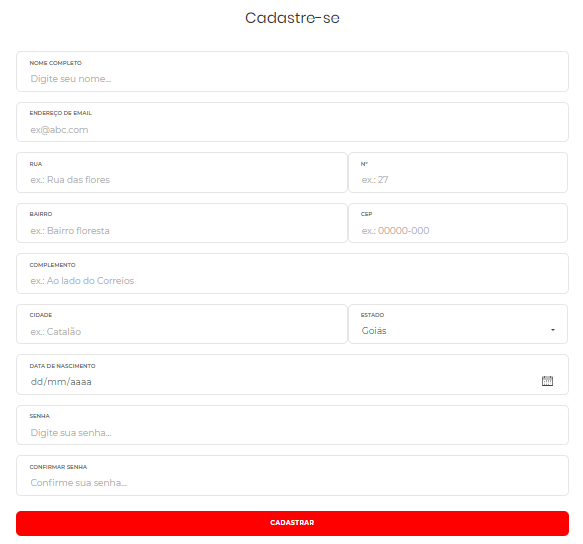 Cadastre-se
NOME COMPLETO
Digite seu nome...
ENDEREÇO DE EMAIL
ex@abc.com
RUA
ex.: Rua das flores
Nº
ex.: 27
BAIRRO
ex.: Bairro floresta
CEP
ex.: 00000-000
COMPLEMENTO
ex.: Ao lado do Correios
CIDADE
ex.: Catalão
ESTADO
Goiás
DATA DE NASCIMENTO
dd/mm/aaaa
SENHA
Digite sua senha...
CONFIRMAR SENHA
Confirme sua senha...
CADASTRAR